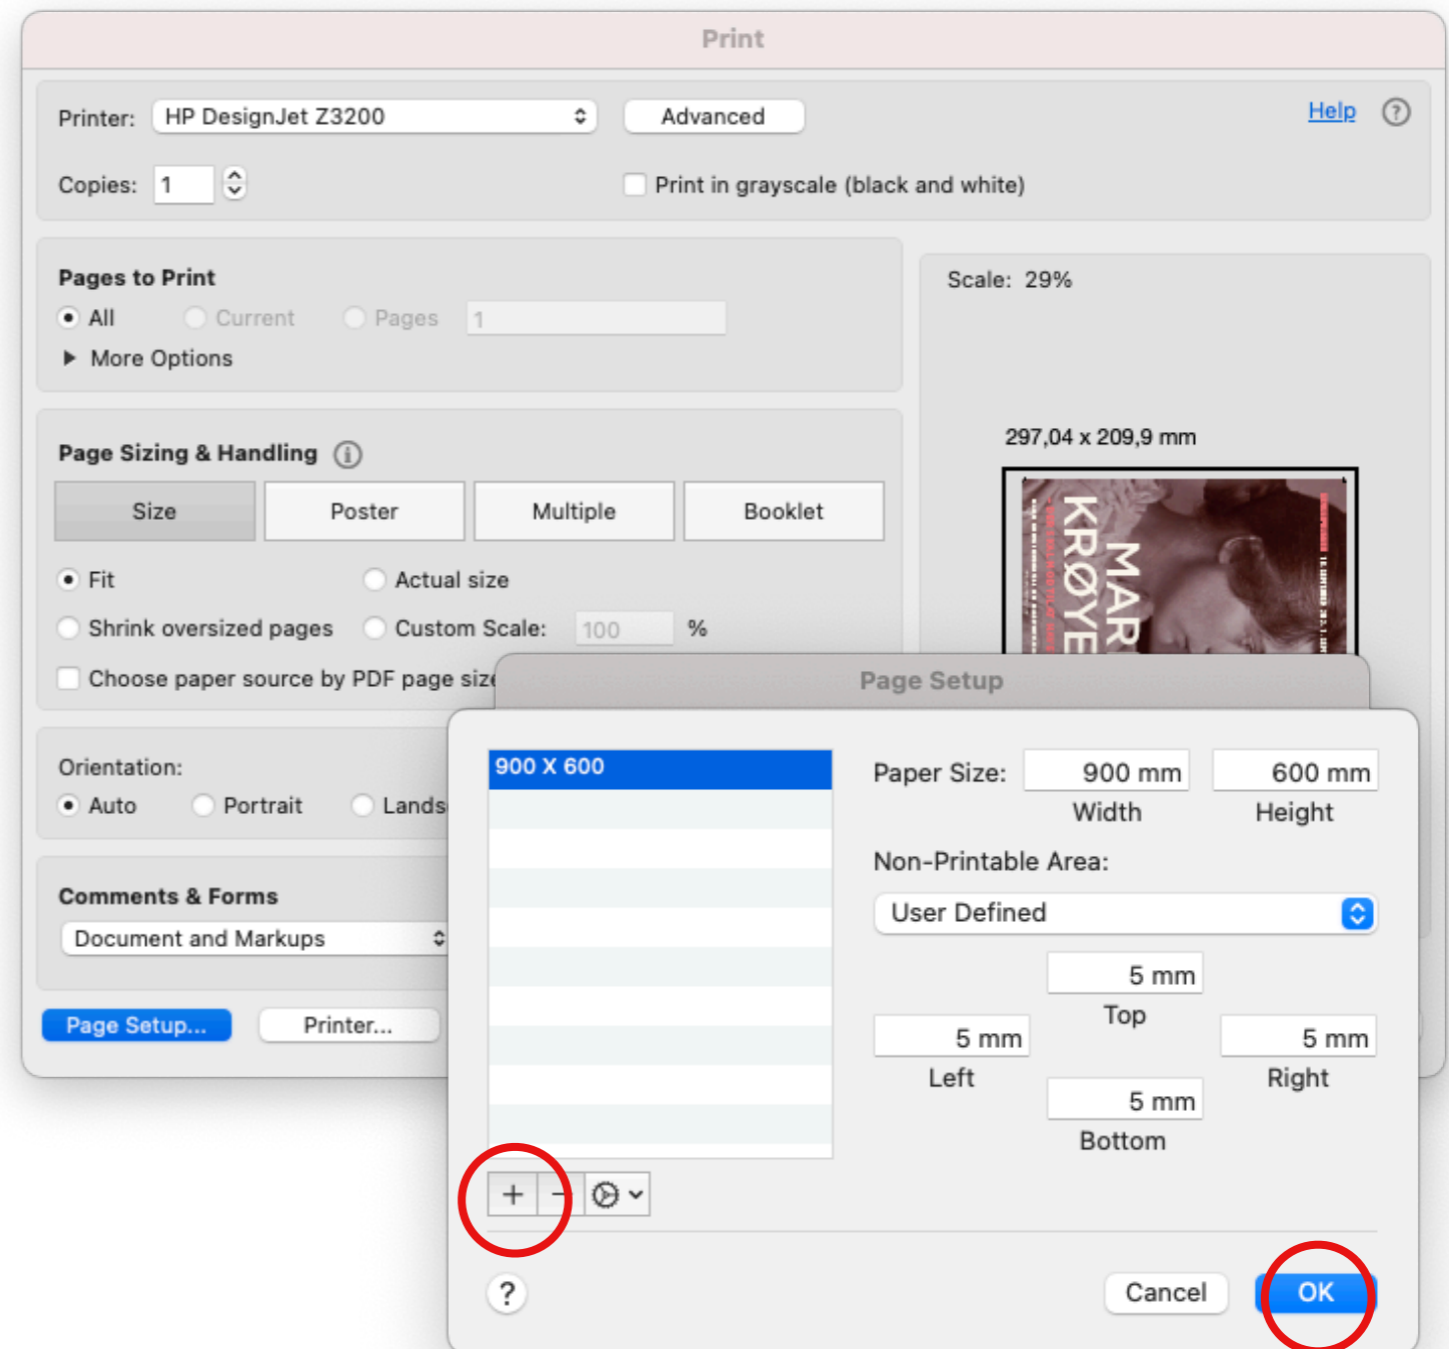 Print
Printer: HP DesignJet Z3200 Advanced Help ?
Copies: 1 Print in grayscale (black and white)
Pages to Print
All Current Pages 1
More Options
Scale: 29%
Page Sizing & Handling i
297,04 x 209,9 mm
Size Poster Multiple Booklet
Fit Actual size
Shrink oversized pages Custom Scale: 100 %
Choose paper source by PDF page size
KRØYE
MAR
Orientation:
Auto Portrait Lands
Comments & Forms
Document and Markups
Page Setup... Printer...
Page Setup
900 X 600
Paper Size: 900 mm 600 mm
Width Height
Non-Printable Area:
User Defined
5 mm
Top
5 mm 5 mm
Left Right
5 mm
Bottom
+ −
? Cancel OK